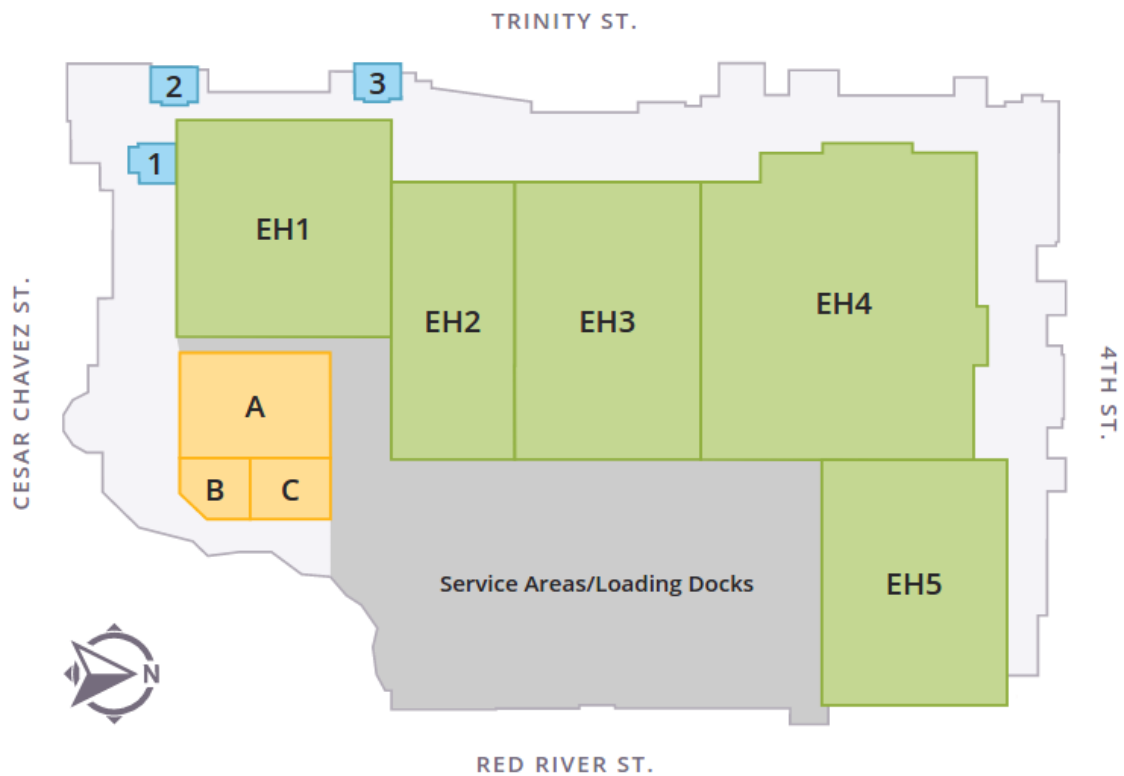 TRINITY ST.
2
3
1
EH1
EH2
EH3
EH4
CESAR CHAVEZ ST.
4TH ST.
A
B
C
Service Areas/Loading Docks
EH5
N
RED RIVER ST.